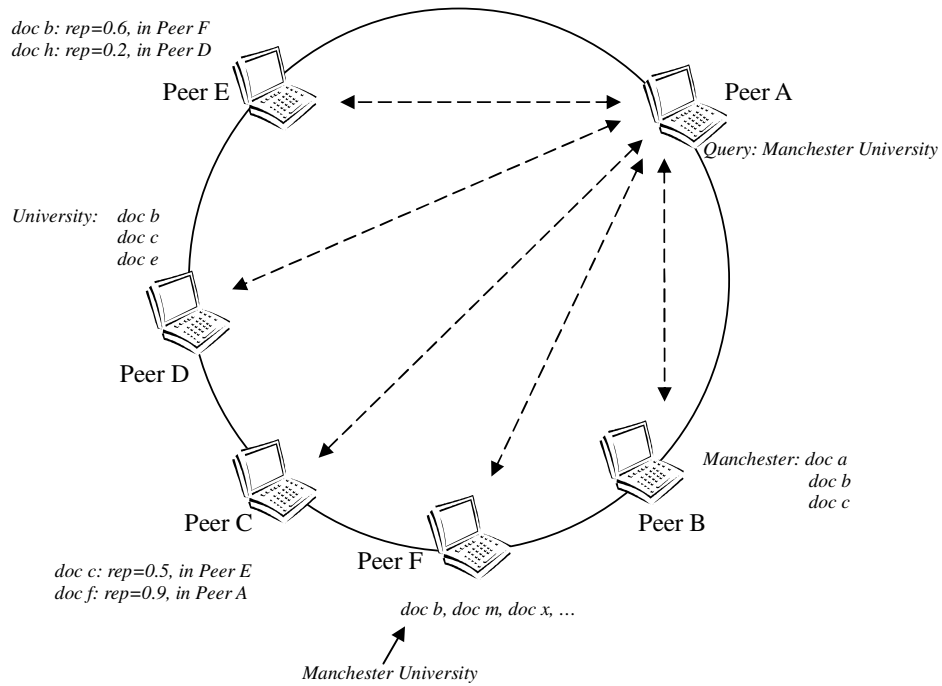 doc b: rep=0.6, in Peer F
doc h: rep=0.2, in Peer D
Peer E
Peer A
Query: Manchester University
University: doc b
doc c
doc e
Peer D
Manchester: doc a
doc b
doc c
Peer C
Peer B
Peer F
doc c: rep=0.5, in Peer E
doc f: rep=0.9, in Peer A
doc b, doc m, doc x, …
Manchester University